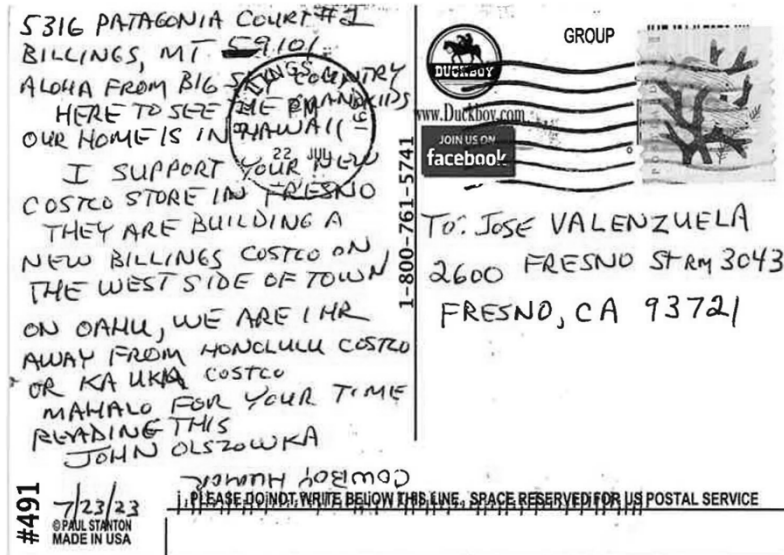 5316 PATAGONIA COURT #1
BILLINGS, MT 59101
ALOHA FROM BIG SKY COUNTRY
HERE TO SEE THE GRANDKIDS
OUR HOME IS IN HAWAII
I SUPPORT YOUR NEW
COSTCO STORE IN FRESNO
THEY ARE BUILDING A
NEW BILLINGS COSTCO ON
THE WEST SIDE OF TOWN
ON OAHU, WE ARE 1 HR
AWAY FROM HONOLULU COSTCO
OR KA UKA COSTCO
MAHALO FOR YOUR TIME
READING THIS
JOHN OLSZOWKA
COWBOY HUMOR
#491
7/23/23
© PAUL STANTON
MADE IN USA
BILLINGS
PM
22 JUL
1-800-761-5741
DUCKBOY
GROUP
www.Duckboy.com
JOIN US ON
facebook
TO: JOSE VALENZUELA
2600 FRESNO ST RM 3043
FRESNO, CA 93721
PLEASE DO NOT WRITE BELOW THIS LINE. SPACE RESERVED FOR US POSTAL SERVICE